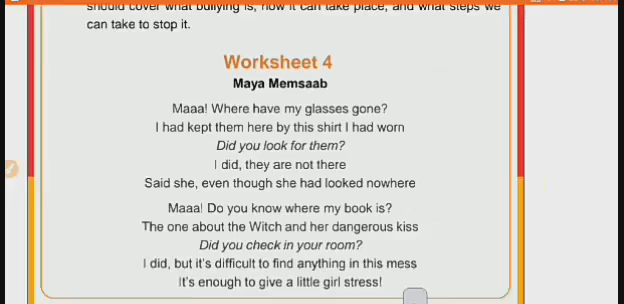 should cover what bullying is, how it can take place, and what steps we
can take to stop it.
Worksheet 4
Maya Memsaab
Maaa! Where have my glasses gone?
I had kept them here by this shirt I had worn
Did you look for them?
I did, they are not there
Said she, even though she had looked nowhere
Maaa! Do you know where my book is?
The one about the Witch and her dangerous kiss
Did you check in your room?
I did, but it's difficult to find anything in this mess
It's enough to give a little girl stress!